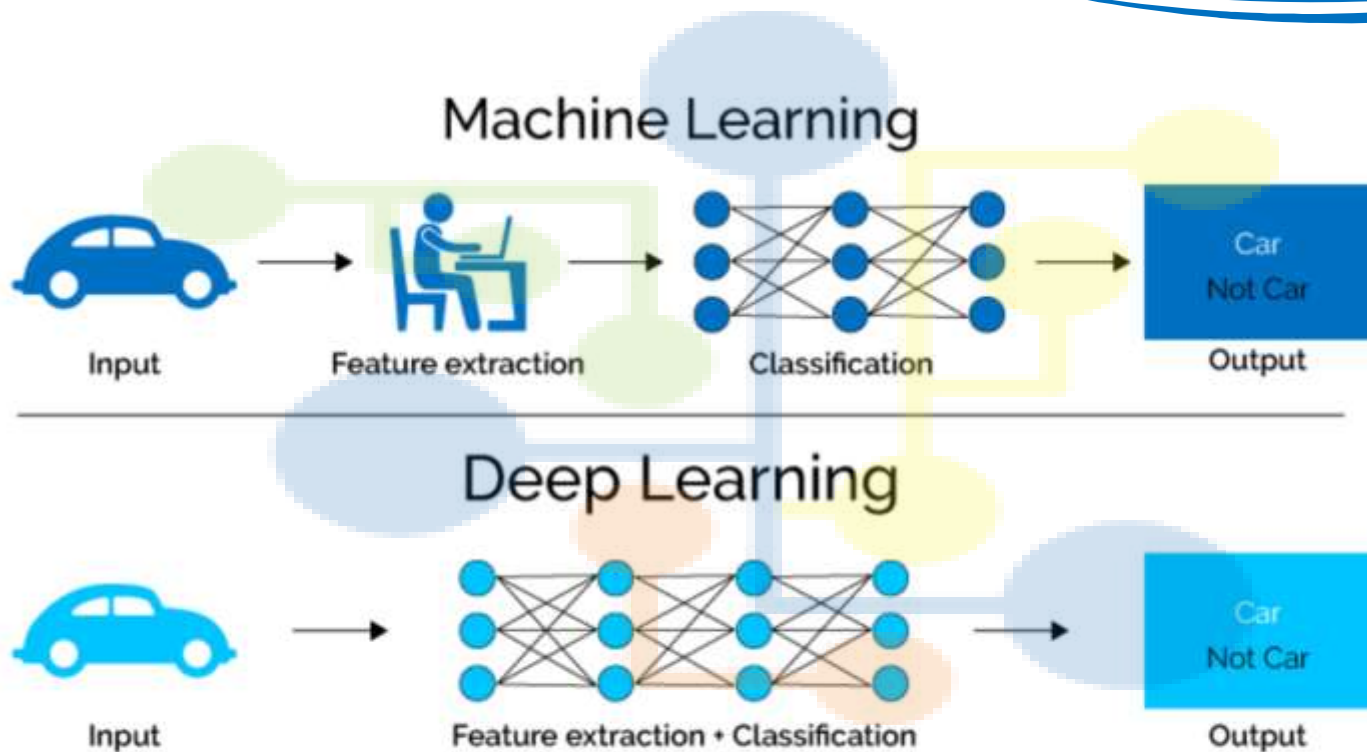 Machine Learning
Car
Not Car
Input
Feature extraction
Classification
Output
Deep Learning
Car
Not Car
Input
Feature extraction + Classification
Output